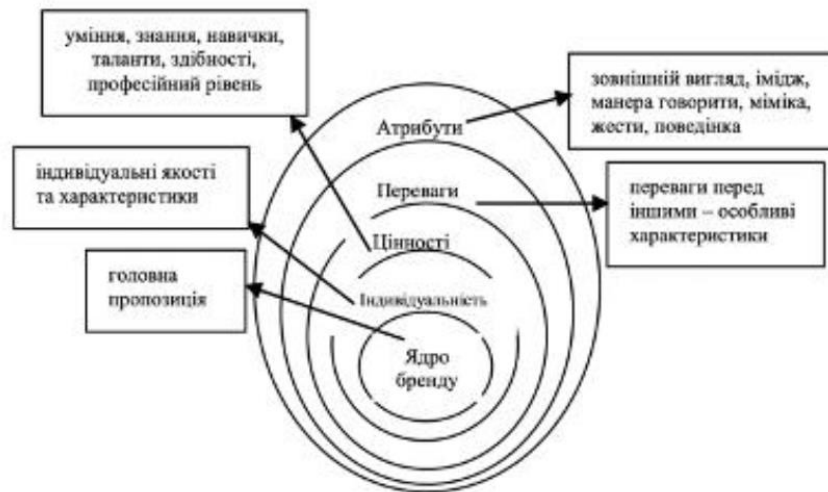 уміння, знання, навички,
таланти, здібності,
професійний рівень
зовнішній вигляд, імідж,
манера говорити, міміка,
жести, поведінка
Атрибути
індивідуальні якості
та характеристики
Переваги
переваги перед
іншими – особливі
характеристики
Цінності
головна
пропозиція
Індивідуальність
Ядро
бренду